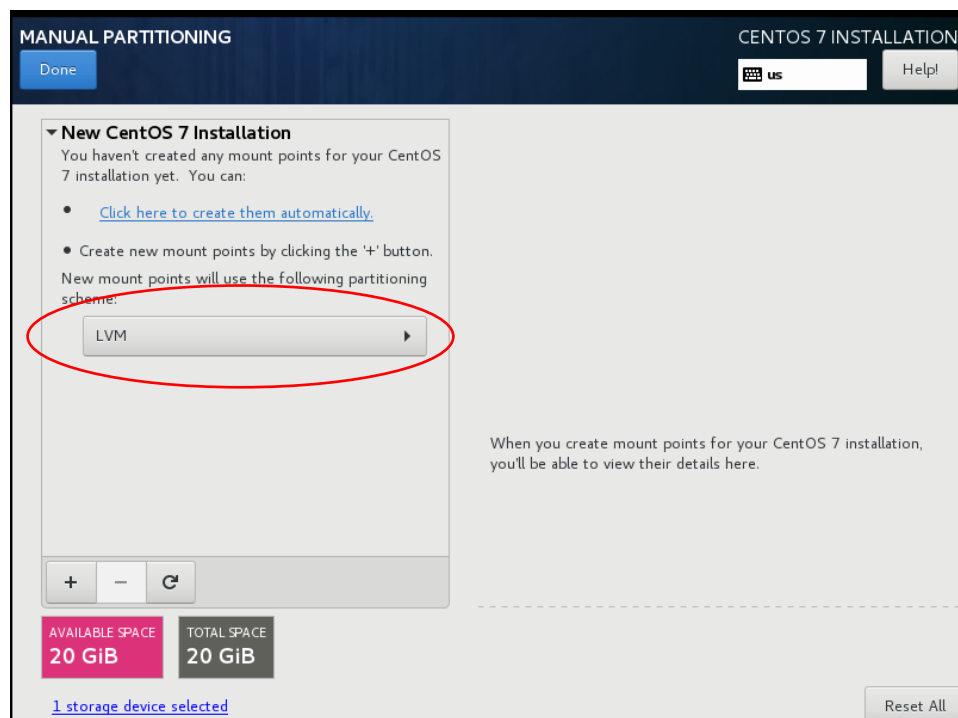 MANUAL PARTITIONING
CENTOS 7 INSTALLATION
Done
us
Help!
New CentOS 7 Installation
You haven't created any mount points for your CentOS
7 installation yet. You can:
• Click here to create them automatically.
• Create new mount points by clicking the '+' button.
New mount points will use the following partitioning
scheme:
LVM
When you create mount points for your CentOS 7 installation,
you'll be able to view their details here.
+ −
AVAILABLE SPACE
20 GiB
TOTAL SPACE
20 GiB
1 storage device selected
Reset All